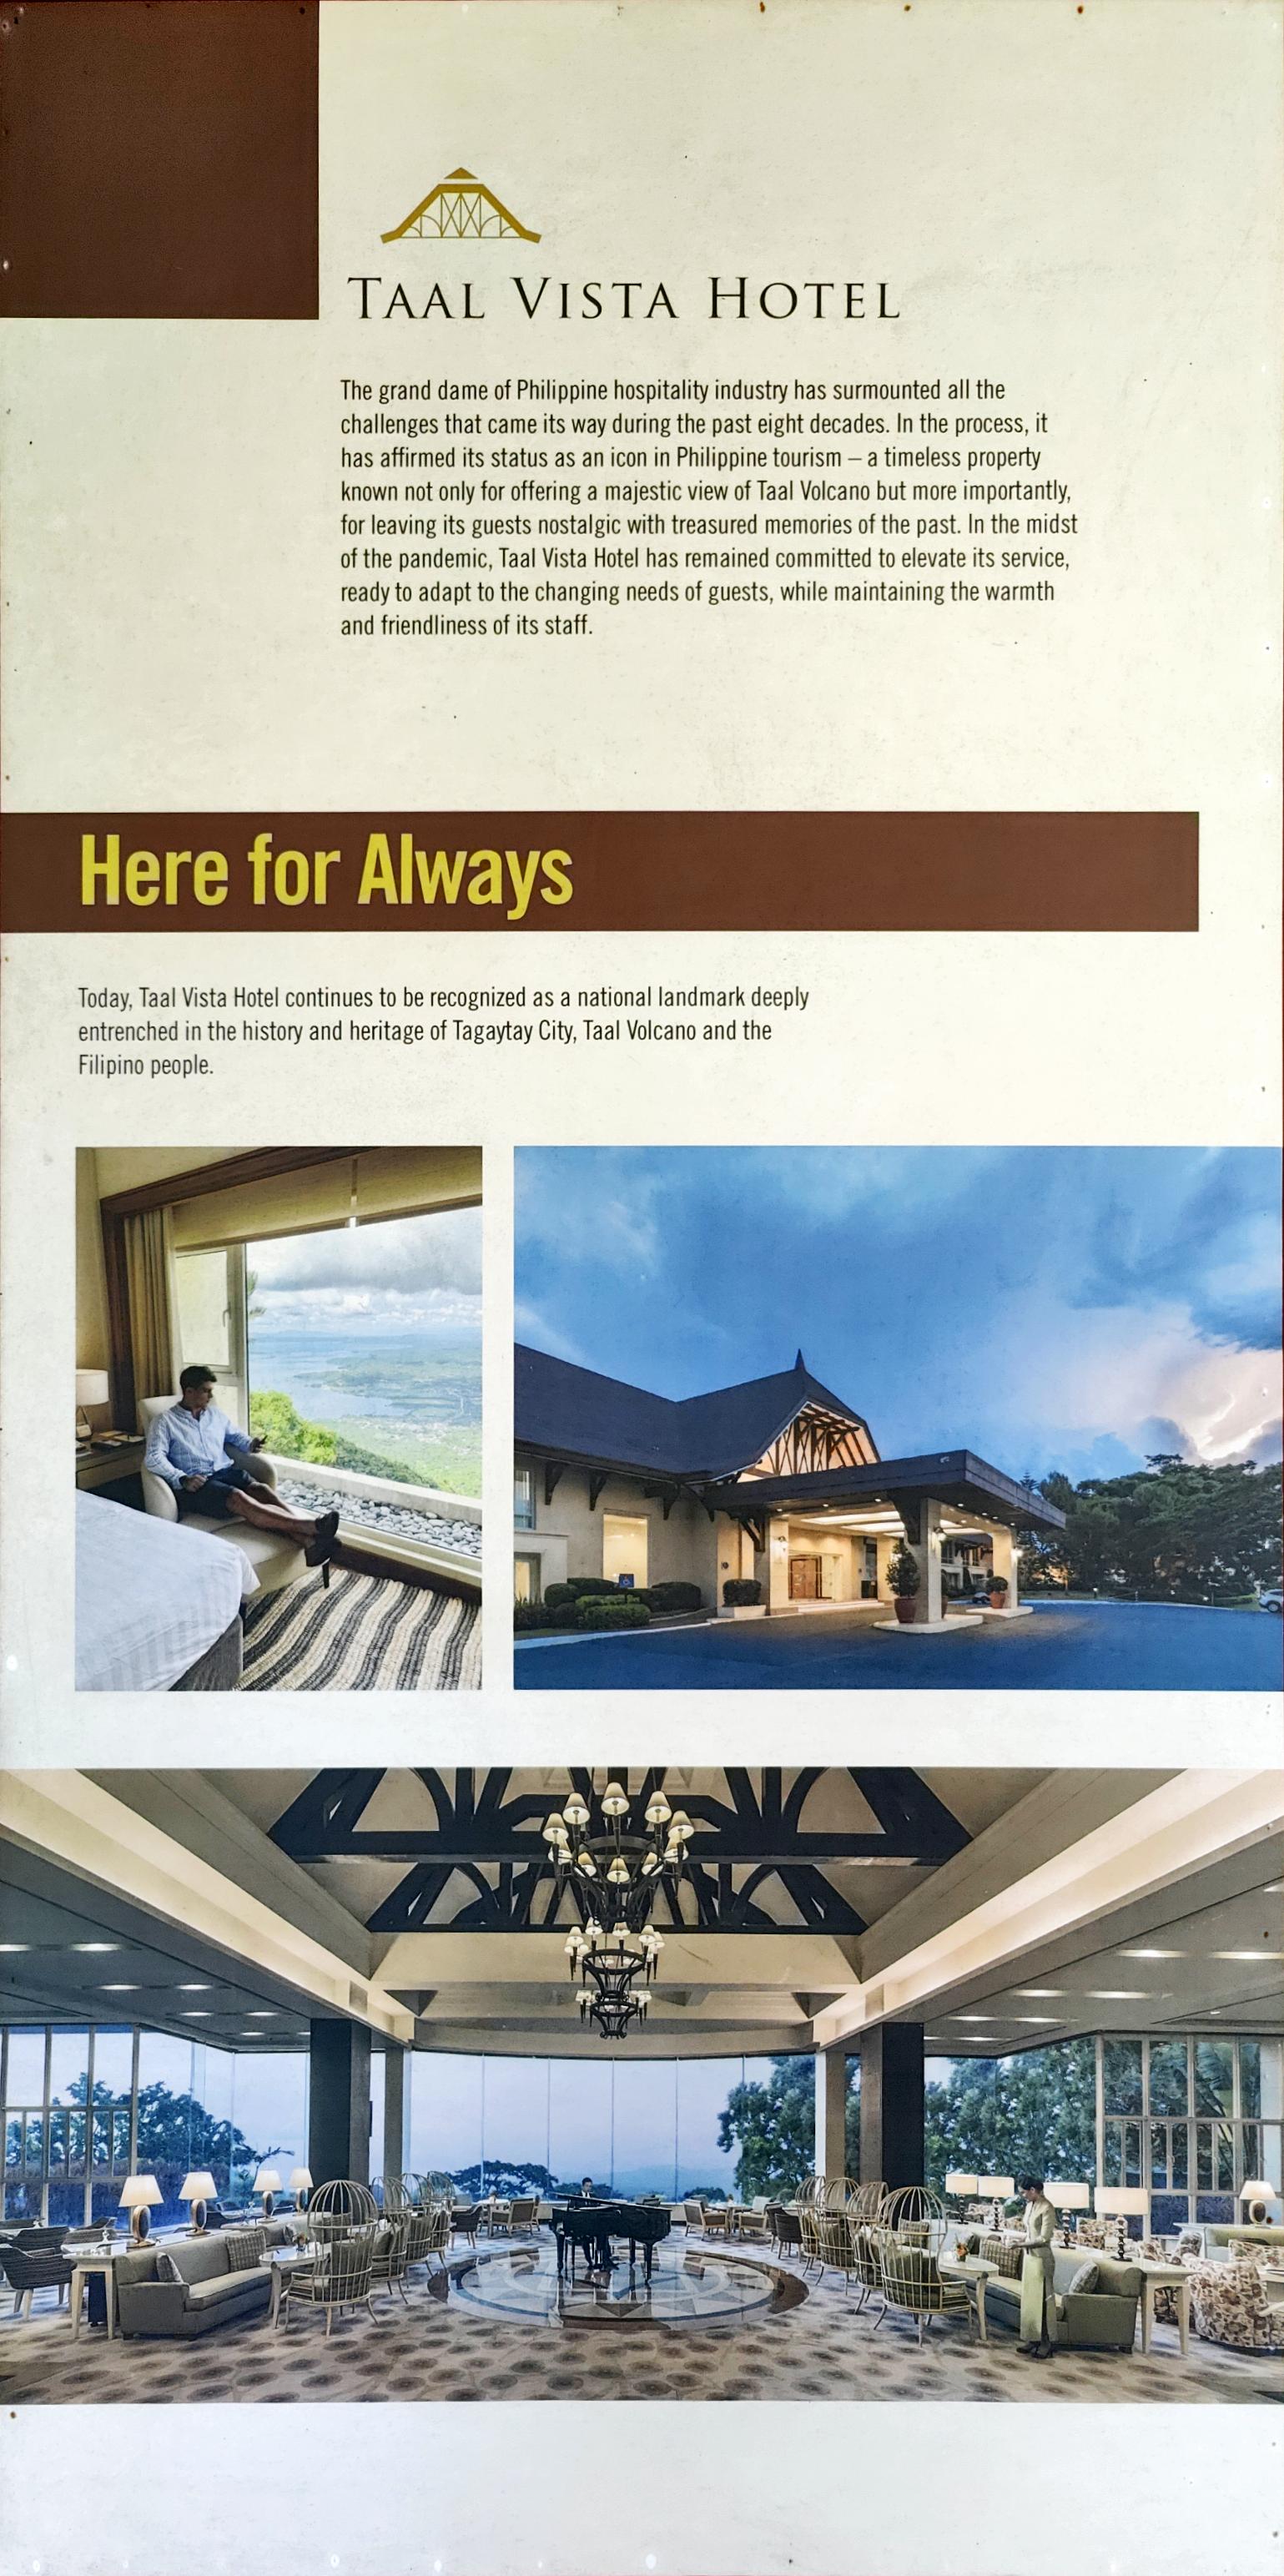 TAAL VISTA HOTEL
The grand dame of Philippine hospitality industry has surmounted all the
challenges that came its way during the past eight decades. In the process, it
has affirmed its status as an icon in Philippine tourism – a timeless property
known not only for offering a majestic view of Taal Volcano but more importantly,
for leaving its guests nostalgic with treasured memories of the past. In the midst
of the pandemic, Taal Vista Hotel has remained committed to elevate its service,
ready to adapt to the changing needs of guests, while maintaining the warmth
and friendliness of its staff.
Here for Always
Today, Taal Vista Hotel continues to be recognized as a national landmark deeply
entrenched in the history and heritage of Tagaytay City, Taal Volcano and the
Filipino people.